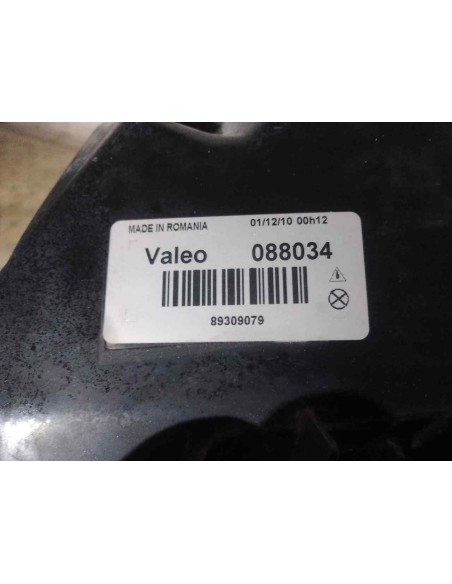 MADE IN ROMANIA 01/12/10 00h12
Valeo 088034
89309079